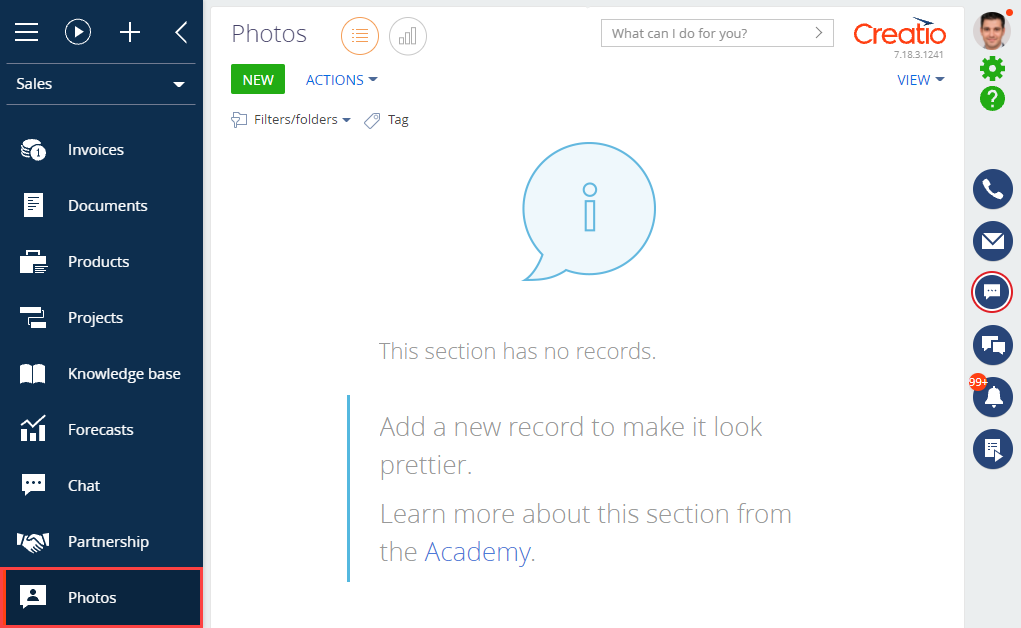 Sales
Invoices
Documents
Products
Projects
Knowledge base
Forecasts
Chat
Partnership
Photos
Photos
What can I do for you?
Creatio
7.18.3.1241
NEW
ACTIONS
VIEW
Filters/folders
Tag
This section has no records.
Add a new record to make it look
prettier.
Learn more about this section from
the Academy.
99+